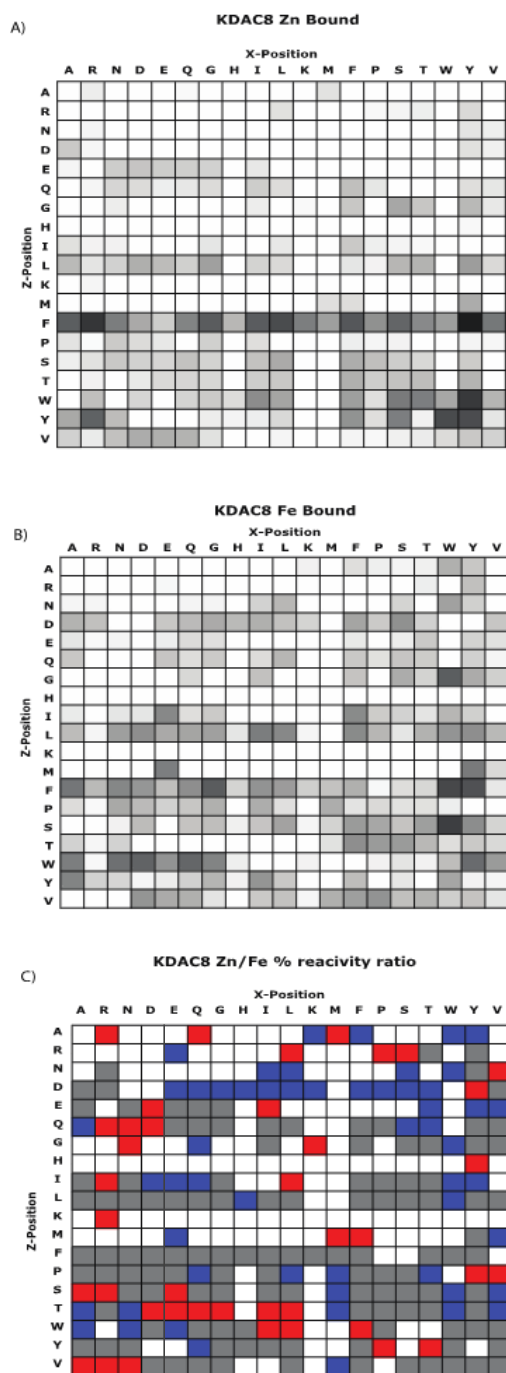 A)
KDAC8 Zn Bound
X-Position
A R N D E Q G H I L K M F P S T W Y V
Z-Position
A
R
N
D
E
Q
G
H
I
L
K
M
F
P
S
T
W
Y
V
B)
KDAC8 Fe Bound
X-Position
A R N D E Q G H I L K M F P S T W Y V
Z-Position
A
R
N
D
E
Q
G
H
I
L
K
M
F
P
S
T
W
Y
V
C)
KDAC8 Zn/Fe % reacivity ratio
X-Position
A R N D E Q G H I L K M F P S T W Y V
Z-Position
A
R
N
D
E
Q
G
H
I
L
K
M
F
P
S
T
W
Y
V